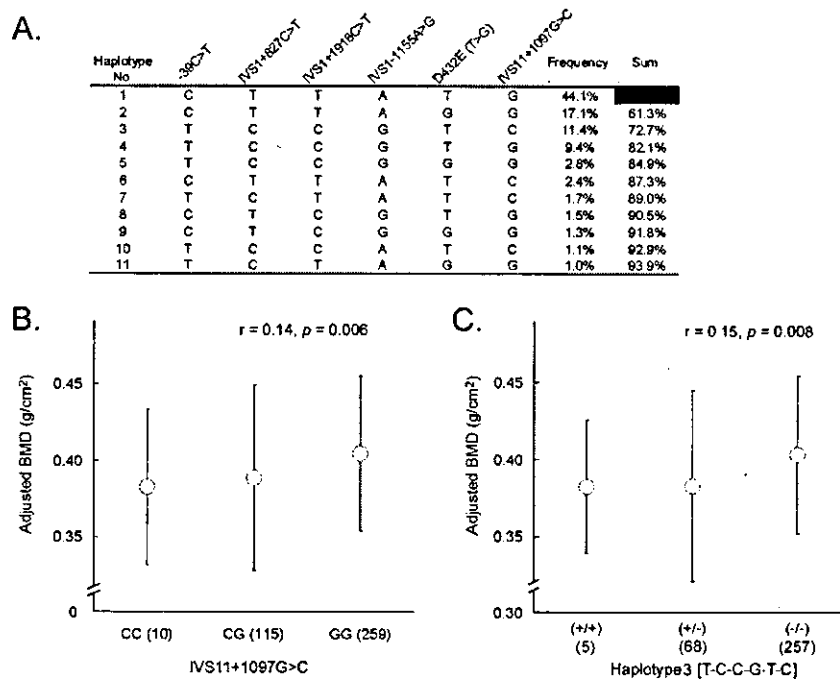 A.
Haplotype No -39C>T IVS1+827C>T IVS1+1918C>T IVS1-1155A>G D432E (T>G) IVS11+1097G>C Frequency Sum
1 C T T A T G 44.1%
2 C T T A G G 17.1% 61.3%
3 T C C G T C 11.4% 72.7%
4 T C C G T G 9.4% 82.1%
5 T C C G G G 2.8% 84.9%
6 C T T A T C 2.4% 87.3%
7 T C T A T C 1.7% 89.0%
8 C T C G T G 1.5% 90.5%
9 C T C G G G 1.3% 91.8%
10 T C C A T C 1.1% 92.9%
11 T C T A G G 1.0% 93.9%
B.
r = 0.14, p = 0.006
Adjusted BMD (g/cm²)
0.45
0.40
0.35
0
CC (10) CG (115) GG (259)
IVS11+1097G>C
C.
r = 0.15, p = 0.008
Adjusted BMD (g/cm²)
0.45
0.40
0.35
0.30
(+/+) (+/-) (-/-)
(5) (68) (257)
Haplotype3 [T-C-C-G-T-C]